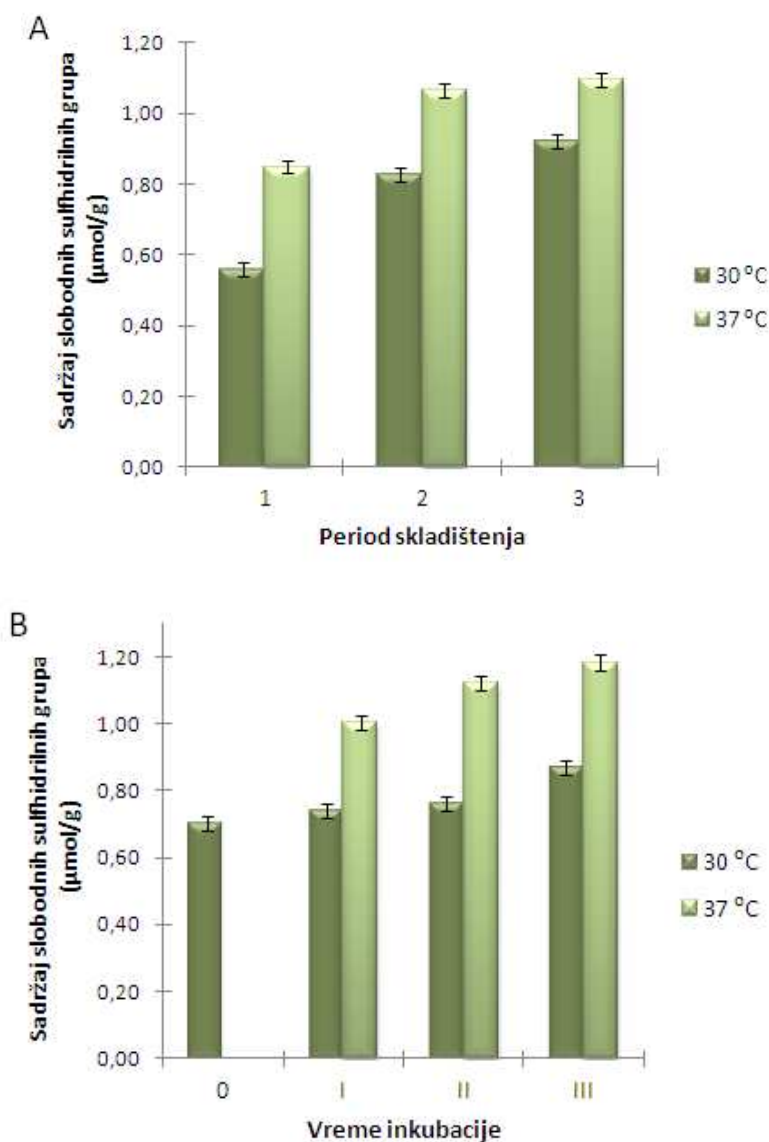 A
Sadržaj slobodnih sulfhidrilnih grupa
(µmol/g)
1,20
1,00
0,80
0,60
0,40
0,20
0,00
1 2 3
Period skladištenja
30 °C
37 °C
B
Sadržaj slobodnih sulfhidrilnih grupa
(µmol/g)
1,20
1,00
0,80
0,60
0,40
0,20
0,00
0 I II III
Vreme inkubacije
30 °C
37 °C